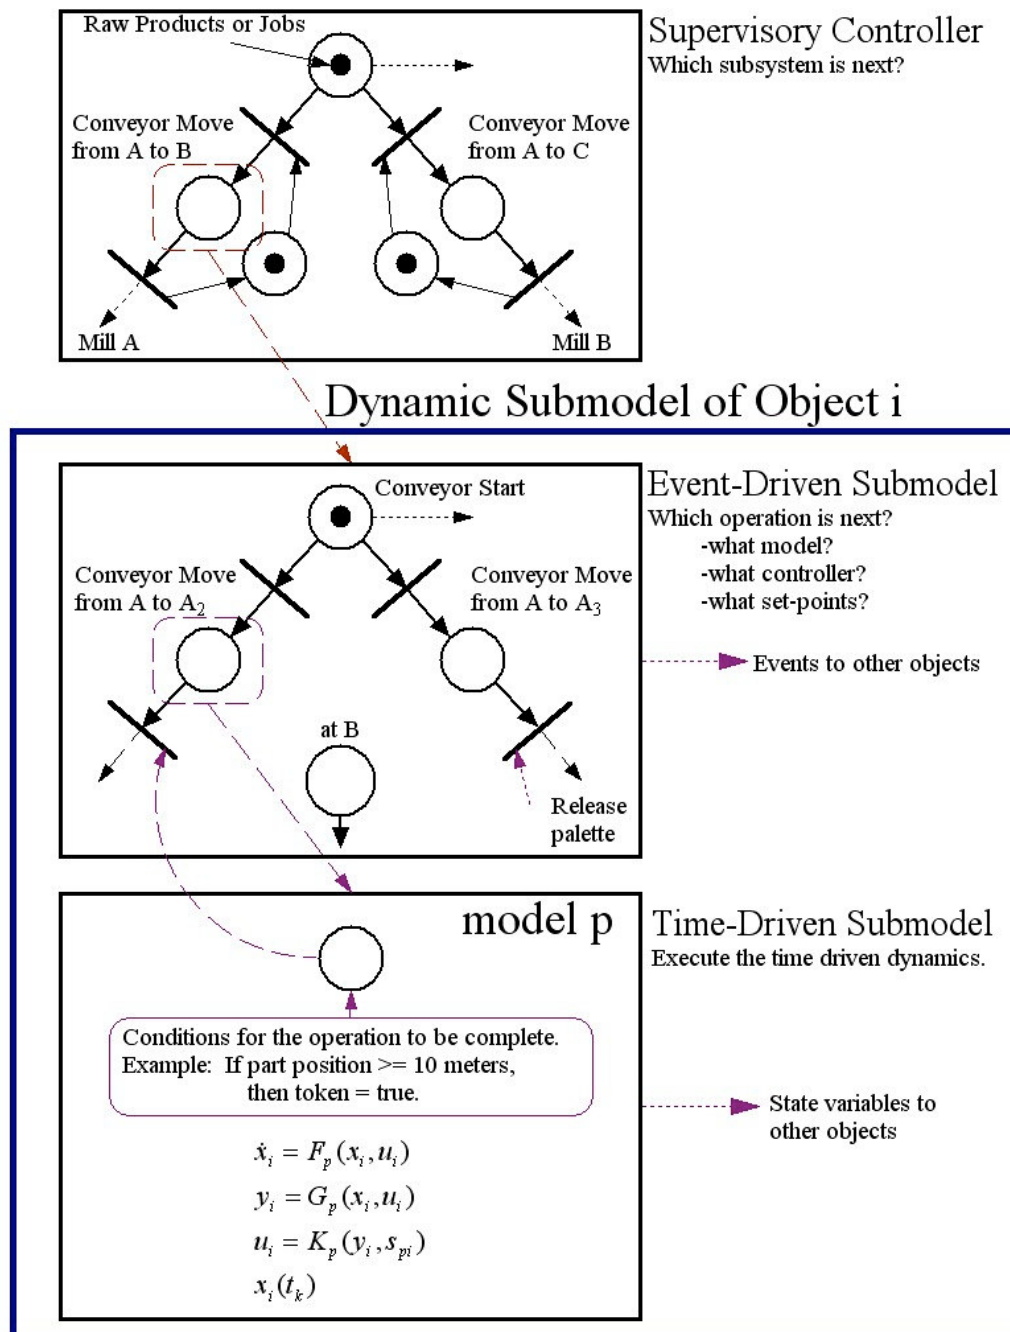 Raw Products or Jobs
Supervisory Controller
Which subsystem is next?
Conveyor Move
from A to B
Conveyor Move
from A to C
Mill A
Mill B
Dynamic Submodel of Object i
Conveyor Start
Event-Driven Submodel
Which operation is next?
-what model?
-what controller?
-what set-points?
Conveyor Move
from A to A₂
Conveyor Move
from A to A₃
Events to other objects
at B
Release
palette
model p
Time-Driven Submodel
Execute the time driven dynamics.
Conditions for the operation to be complete.
Example: If part position >= 10 meters,
then token = true.
State variables to
other objects
ẋᵢ = Fₚ(xᵢ,uᵢ)
yᵢ = Gₚ(xᵢ,uᵢ)
uᵢ = Kₚ(yᵢ,sₚᵢ)
xᵢ(tₖ)